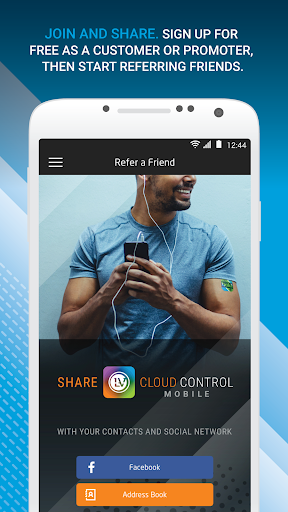 JOIN AND SHARE. SIGN UP FOR
FREE AS A CUSTOMER OR PROMOTER,
THEN START REFERRING FRIENDS.
12:44
Refer a Friend
SHARE LV CLOUD CONTROL
MOBILE
WITH YOUR CONTACTS AND SOCIAL NETWORK
f Facebook
Address Book